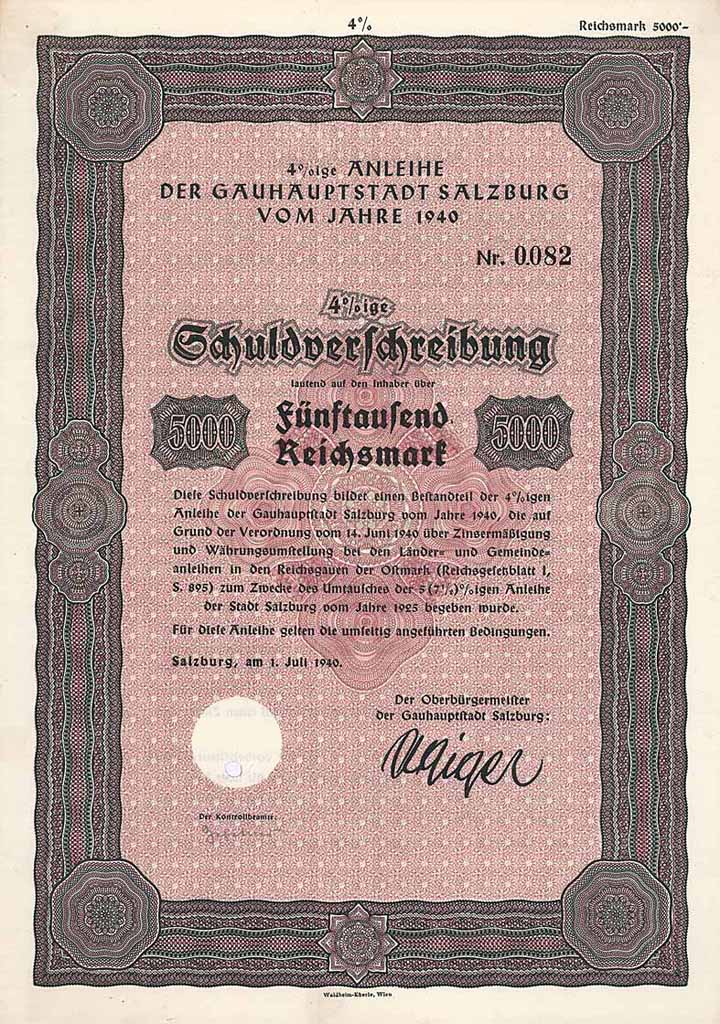 4%
Reichsmark 5000'-
4%ige ANLEIHE
DER GAUHAUPTSTADT SALZBURG
VOM JAHRE 1940
Nr. 0.082
4%ige
Schuldverschreibung
lautend auf den Inhaber über
5000
Fünftausend
Reichsmark
5000
Diese Schuldverschreibung bildet einen Bestandteil der 4%igen
Anleihe der Gauhauptstadt Salzburg vom Jahre 1940, die auf
Grund der Verordnung vom 14. Juni 1940 über Zinsermäßigung
und Währungsumstellung bei den Länder- und Gemeinde-
anleihen in den Reichsgauen der Ostmark (Reichsgesetzblatt I,
S. 895) zum Zwecke des Umtausches der 5 (7½)%igen Anleihe
der Stadt Salzburg vom Jahre 1925 begeben wurde.
Für diese Anleihe gelten die umseitig angeführten Bedingungen.
Salzburg, am 1. Juli 1940.
Der Oberbürgermeister
der Gauhauptstadt Salzburg:
Der Kontrollbeamte:
Waldheim-Eberle, Wien